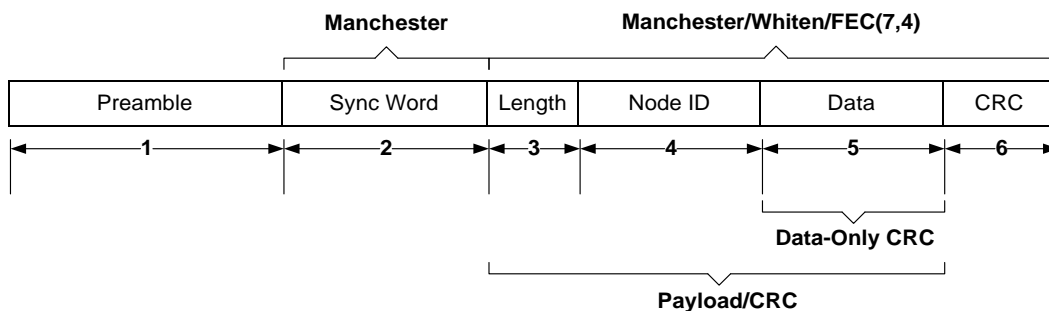 Manchester Manchester/Whiten/FEC(7,4)
Preamble Sync Word Length Node ID Data CRC
1 2 3 4 5 6
Data-Only CRC
Payload/CRC